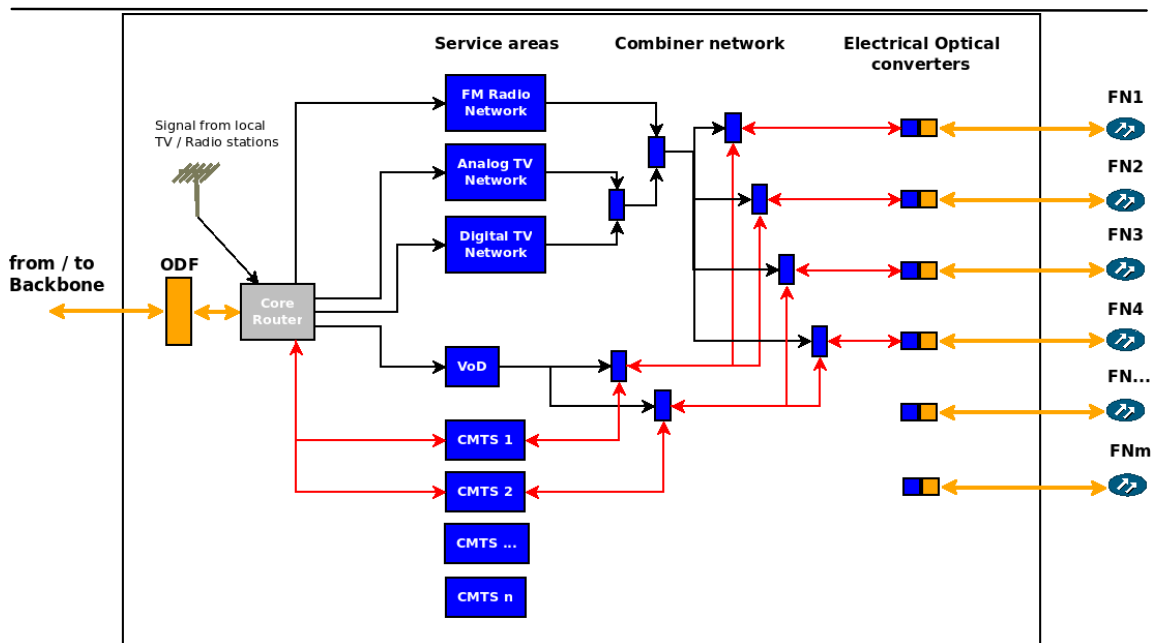 Service areas
Combiner network
Electrical Optical
converters
FM Radio
Network
FN1
Signal from local
TV / Radio stations
Analog TV
Network
FN2
Digital TV
Network
FN3
from / to
Backbone
ODF
Core
Router
FN4
VoD
FN...
CMTS 1
FNm
CMTS 2
CMTS ...
CMTS n